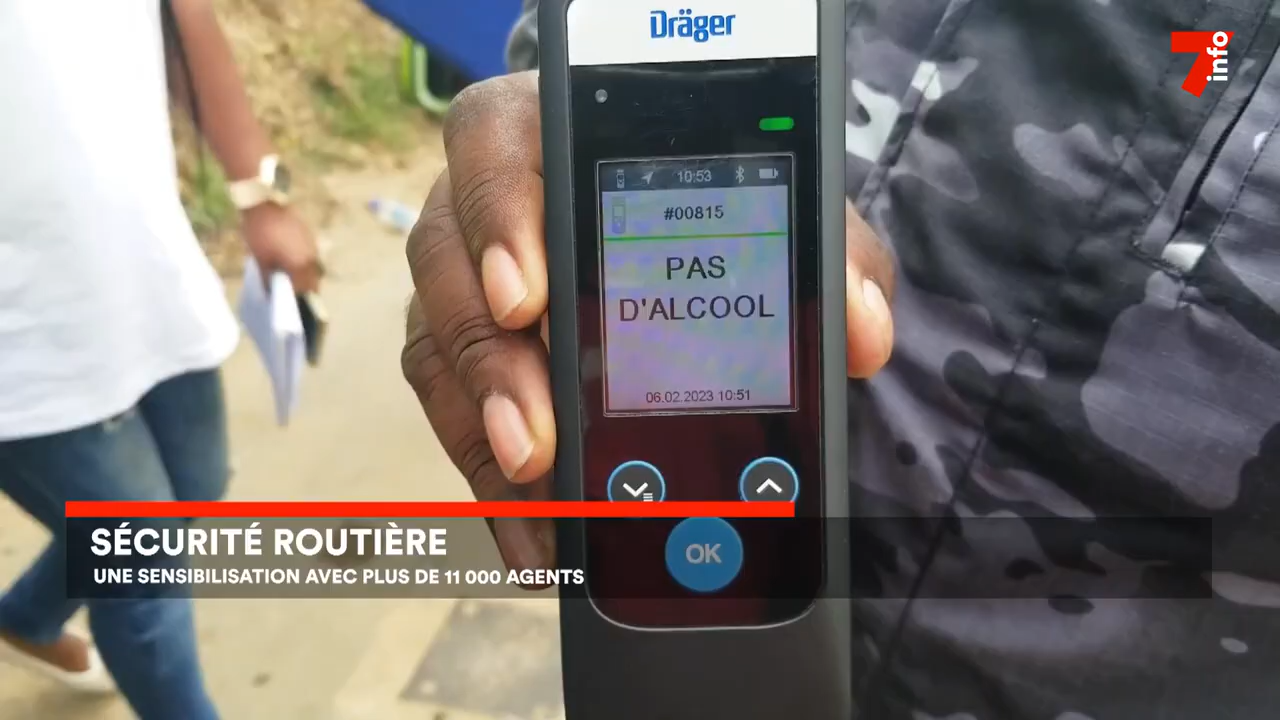 Dräger
7info
10:53
#00815
PAS
D'ALCOOL
06.02.2023 10:51
OK
SÉCURITÉ ROUTIÈRE
UNE SENSIBILISATION AVEC PLUS DE 11 000 AGENTS